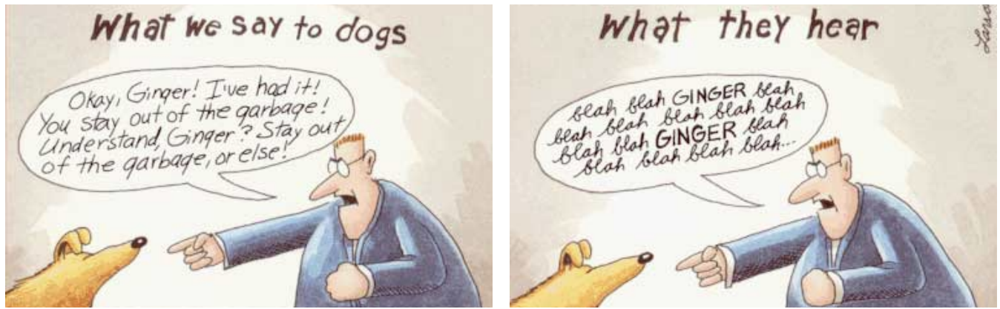 What we say to dogs
Okay, Ginger! I've had it!
You stay out of the garbage!
Understand, Ginger? Stay out
of the garbage, or else!
What they hear
blah blah GINGER blah
blah blah blah blah blah
blah blah GINGER blah
blah blah blah blah...
Larson